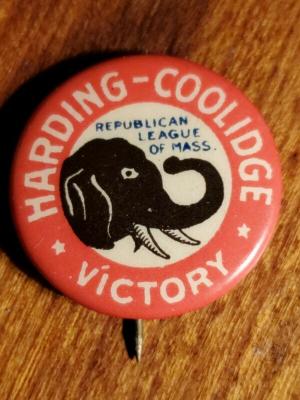 HARDING-COOLIDGE
REPUBLICAN
LEAGUE
OF MASS.
VICTORY